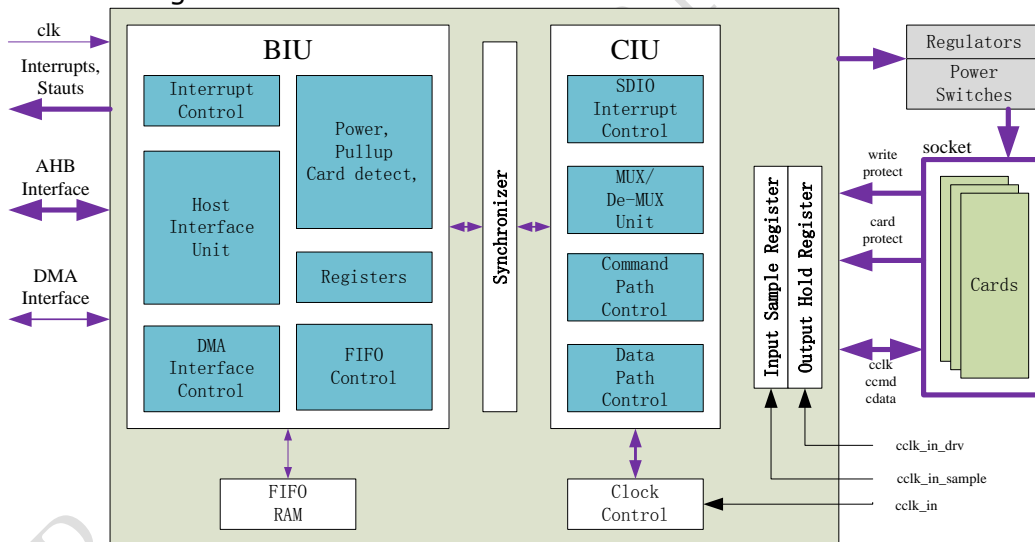 clk
Interrupts,
Stauts
AHB
Interface
DMA
Interface
BIU
Interrupt
Control
Host
Interface
Unit
DMA
Interface
Control
Power,
Pullup
Card detect,
Registers
FIFO
Control
FIFO
RAM
Synchronizer
CIU
SDIO
Interrupt
Control
MUX/
De-MUX
Unit
Command
Path
Control
Data
Path
Control
Clock
Control
Input Sample Register
Output Hold Register
Regulators
Power
Switches
socket
write
protect
card
protect
Cards
cclk
ccmd
cdata
cclk_in_drv
cclk_in_sample
cclk_in